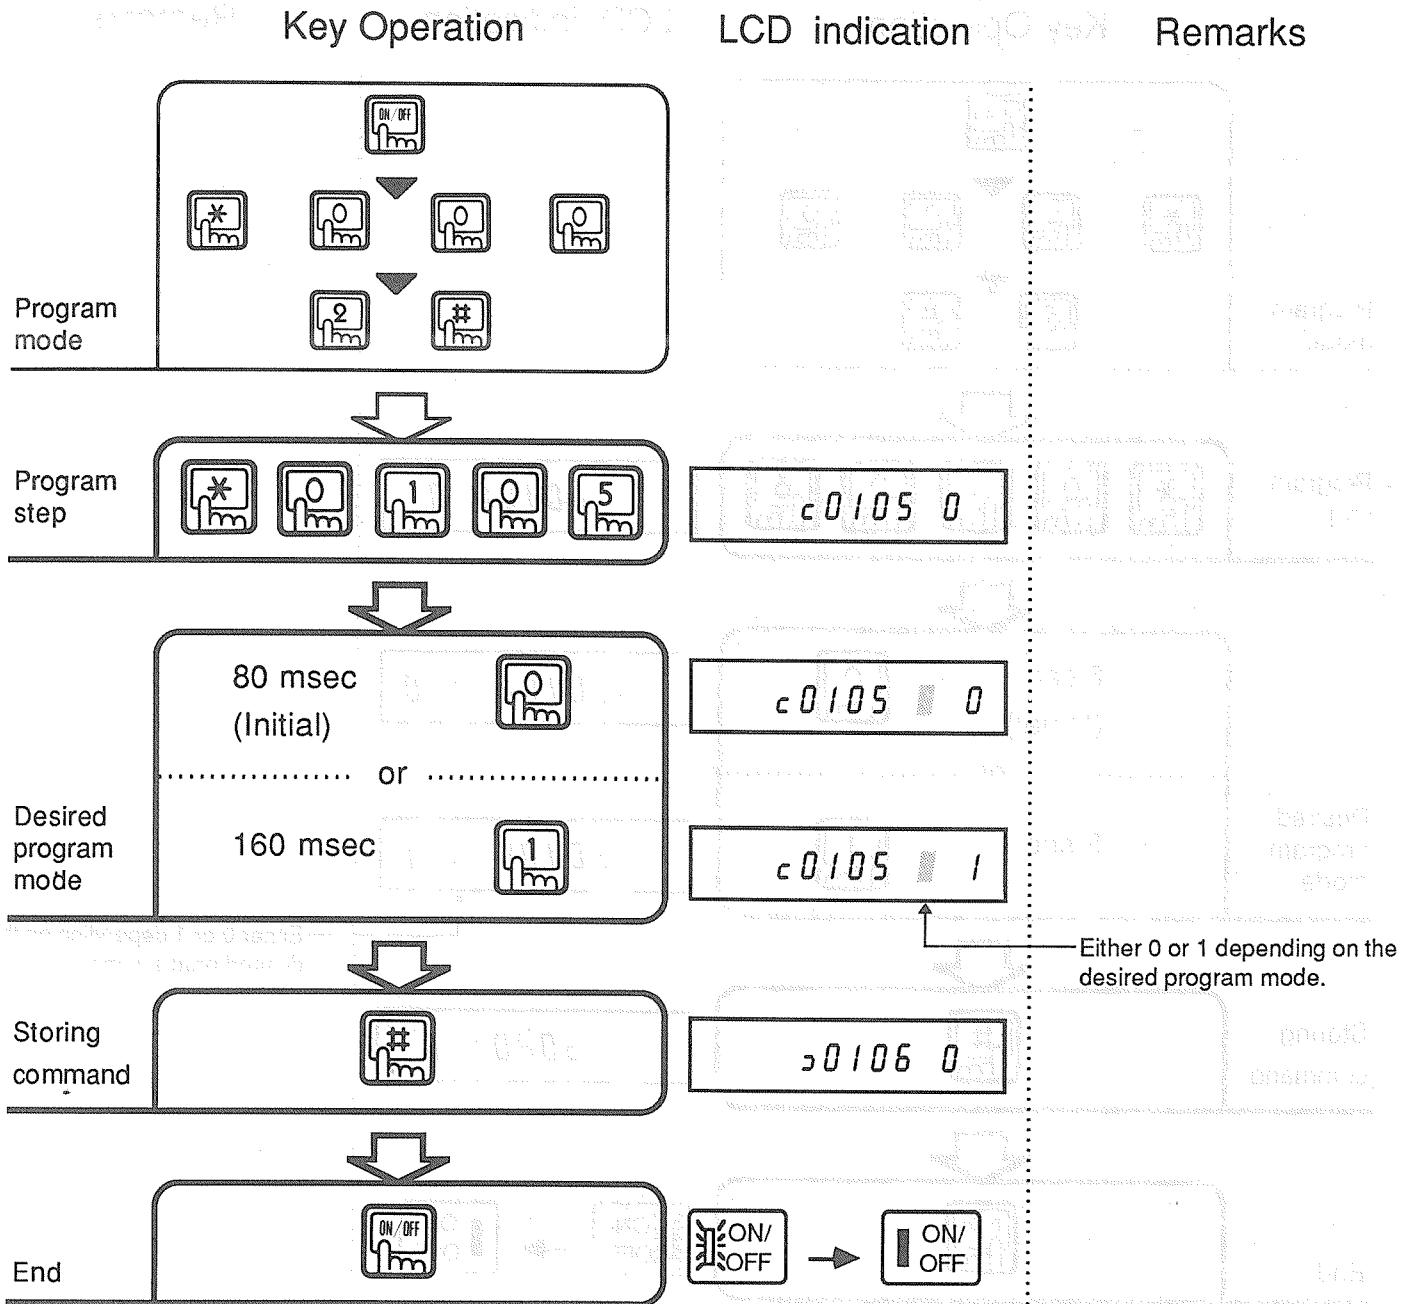 Key Operation LCD indication Remarks
ON/OFF
* 0 0 0
2 #
Program
mode
Program
step
* 0 1 0 5
c0105 0
80 msec
(Initial)
0
c0105 0
or
Desired
program
mode
160 msec
1
c0105 1
Either 0 or 1 depending on the
desired program mode.
Storing
command
#
ɔ0106 0
End
ON/OFF
ON/
OFF
ON/
OFF